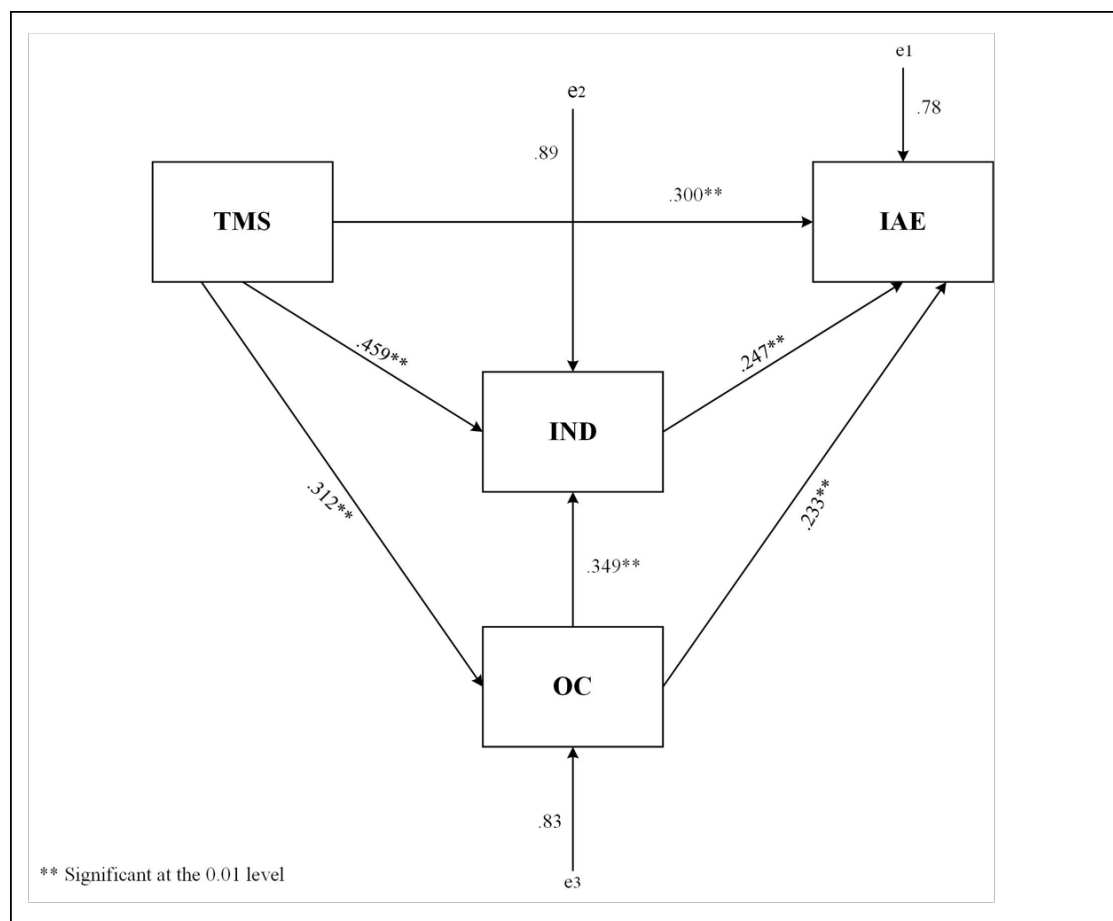 e1
e2
.78
.89
TMS
.300**
IAE
.459**
.247**
IND
.312**
.233**
.349**
OC
.83
** Significant at the 0.01 level
e3